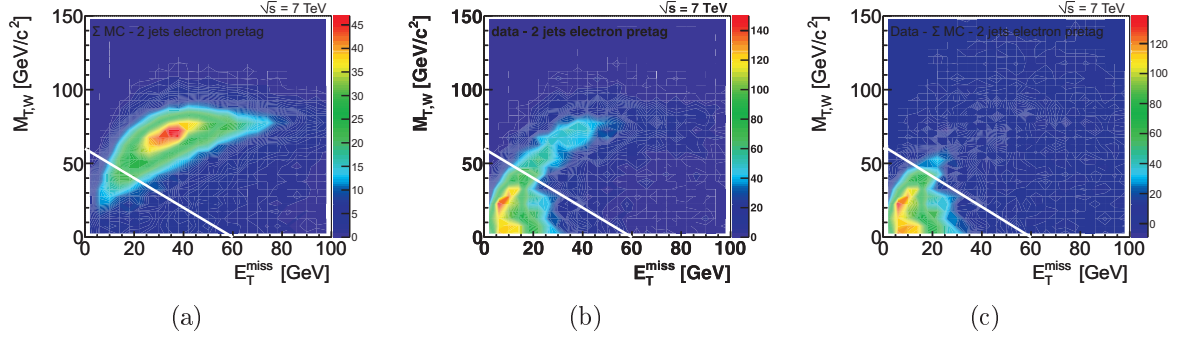 √s = 7 TeV
Σ MC - 2 jets electron pretag
M_T,W [GeV/c²]
150
100
50
0
0 20 40 60 80 100
E_T^miss [GeV]
45
40
35
30
25
20
15
10
5
0
(a)
√s = 7 TeV
data - 2 jets electron pretag
M_T,W [GeV/c²]
150
100
50
0
0 20 40 60 80 100
E_T^miss [GeV]
140
120
100
80
60
40
20
0
(b)
√s = 7 TeV
Data - Σ MC - 2 jets electron pretag
M_T,W [GeV/c²]
150
100
50
0
0 20 40 60 80 100
E_T^miss [GeV]
120
100
80
60
40
20
0
(c)